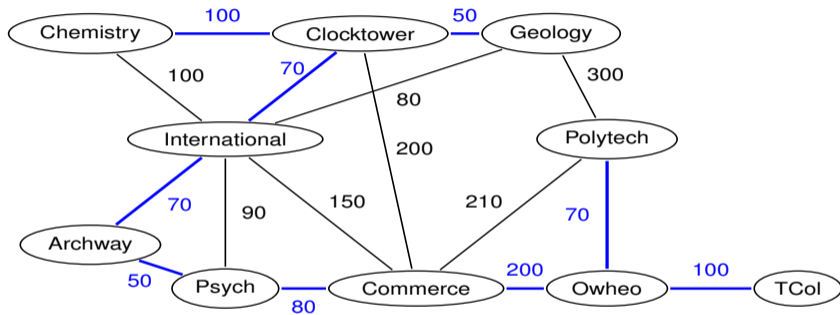 100
50
Chemistry
Clocktower
Geology
100
70
300
80
International
Polytech
200
70
90
150
210
70
Archway
50
Psych
80
Commerce
200
Owheo
100
TCol